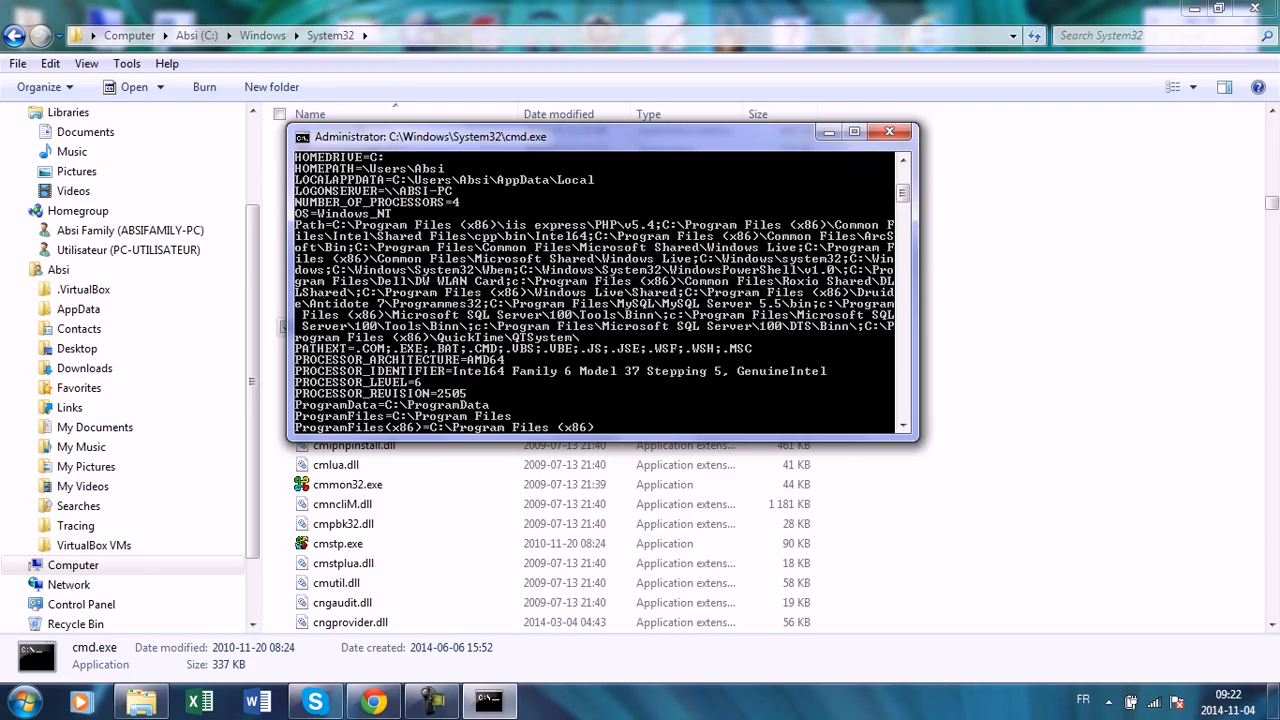 Computer ▸ Absi (C:) ▸ Windows ▸ System32 ▸
Search System32
File Edit View Tools Help
Organize Open Burn New folder
Name Date modified Type Size
Libraries
Documents
Music
Pictures
Videos
Homegroup
Absi Family (ABSIFAMILY-PC)
Utilisateur (PC-UTILISATEUR)
Absi
.VirtualBox
AppData
Contacts
Desktop
Downloads
Favorites
Links
My Documents
My Music
My Pictures
My Videos
Searches
Tracing
VirtualBox VMs
Computer
Network
Control Panel
Recycle Bin
Administrator: C:\Windows\System32\cmd.exe
HOMEDRIVE=C:
HOMEPATH=\Users\Absi
LOCALAPPDATA=C:\Users\Absi\AppData\Local
LOGONSERVER=\\ABSI-PC
NUMBER_OF_PROCESSORS=4
OS=Windows_NT
Path=C:\Program Files (x86)\iis express\PHP\v5.4;C:\Program Files (x86)\Common F
iles\Intel\Shared Files\cpp\bin\Intel64;C:\Program Files (x86)\Common Files\ArcS
oft\Bin;C:\Program Files\Common Files\Microsoft Shared\Windows Live;C:\Program F
iles (x86)\Common Files\Microsoft Shared\Windows Live;C:\Windows\system32;C:\Win
dows;C:\Windows\System32\Wbem;C:\Windows\System32\WindowsPowerShell\v1.0\;C:\Pro
gram Files\Dell\DW WLAN Card;c:\Program Files (x86)\Common Files\Roxio Shared\DL
LShared\;C:\Program Files (x86)\Windows Live\Shared;C:\Program Files (x86)\Druid
e\Antidote 7\Programmes32;C:\Program Files\MySQL\MySQL Server 5.5\bin;c:\Program
Files (x86)\Microsoft SQL Server\100\Tools\Binn\;c:\Program Files\Microsoft SQL
Server\100\Tools\Binn\;c:\Program Files\Microsoft SQL Server\100\DTS\Binn\;C:\P
rogram Files (x86)\QuickTime\QTSystem\
PATHEXT=.COM;.EXE;.BAT;.CMD;.VBS;.VBE;.JS;.JSE;.WSF;.WSH;.MSC
PROCESSOR_ARCHITECTURE=AMD64
PROCESSOR_IDENTIFIER=Intel64 Family 6 Model 37 Stepping 5, GenuineIntel
PROCESSOR_LEVEL=6
PROCESSOR_REVISION=2505
ProgramData=C:\ProgramData
ProgramFiles=C:\Program Files
ProgramFiles(x86)=C:\Program Files (x86)
cmipnpinstall.dll 2009-07-13 21:40 Application extens... 461 KB
cmlua.dll 2009-07-13 21:40 Application extens... 41 KB
cmmon32.exe 2009-07-13 21:39 Application 44 KB
cmncliM.dll 2009-07-13 21:40 Application extens... 1 181 KB
cmpbk32.dll 2009-07-13 21:40 Application extens... 28 KB
cmstp.exe 2010-11-20 08:24 Application 90 KB
cmstplua.dll 2009-07-13 21:40 Application extens... 18 KB
cmutil.dll 2009-07-13 21:40 Application extens... 58 KB
cngaudit.dll 2009-07-13 21:40 Application extens... 19 KB
cngprovider.dll 2014-03-04 04:43 Application extens... 56 KB
cmd.exe Date modified: 2010-11-20 08:24 Date created: 2014-06-06 15:52
Application Size: 337 KB
FR 09:22
2014-11-04